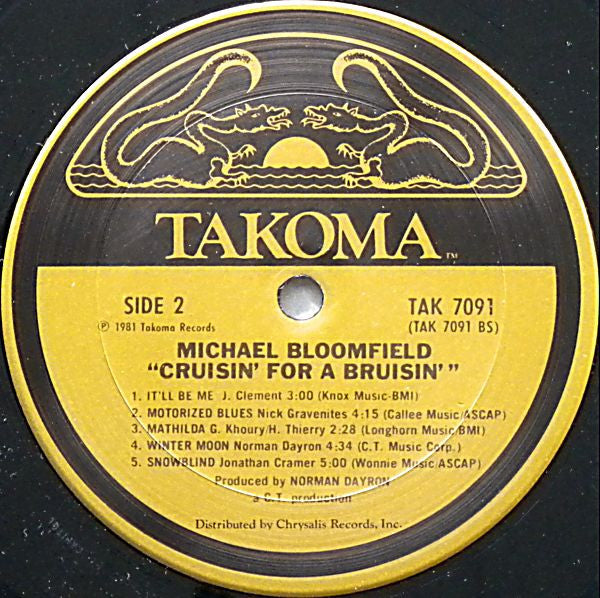 TAKOMA™
SIDE 2
TAK 7091
℗ 1981 Takoma Records
(TAK 7091 BS)
MICHAEL BLOOMFIELD
“CRUISIN’ FOR A BRUISIN’”
1. IT'LL BE ME J. Clement 3:00 (Knox Music-BMI)
2. MOTORIZED BLUES Nick Gravenites 4:15 (Callee Music/ASCAP)
3. MATHILDA G. Khoury/H. Thierry 2:28 (Longhorn Music/BMI)
4. WINTER MOON Norman Dayron 4:34 (C.T. Music Corp.)
5. SNOWBLIND Jonathan Cramer 5:00 (Wonnie Music/ASCAP)
Produced by NORMAN DAYRON
a C.T. production
Distributed by Chrysalis Records, Inc.